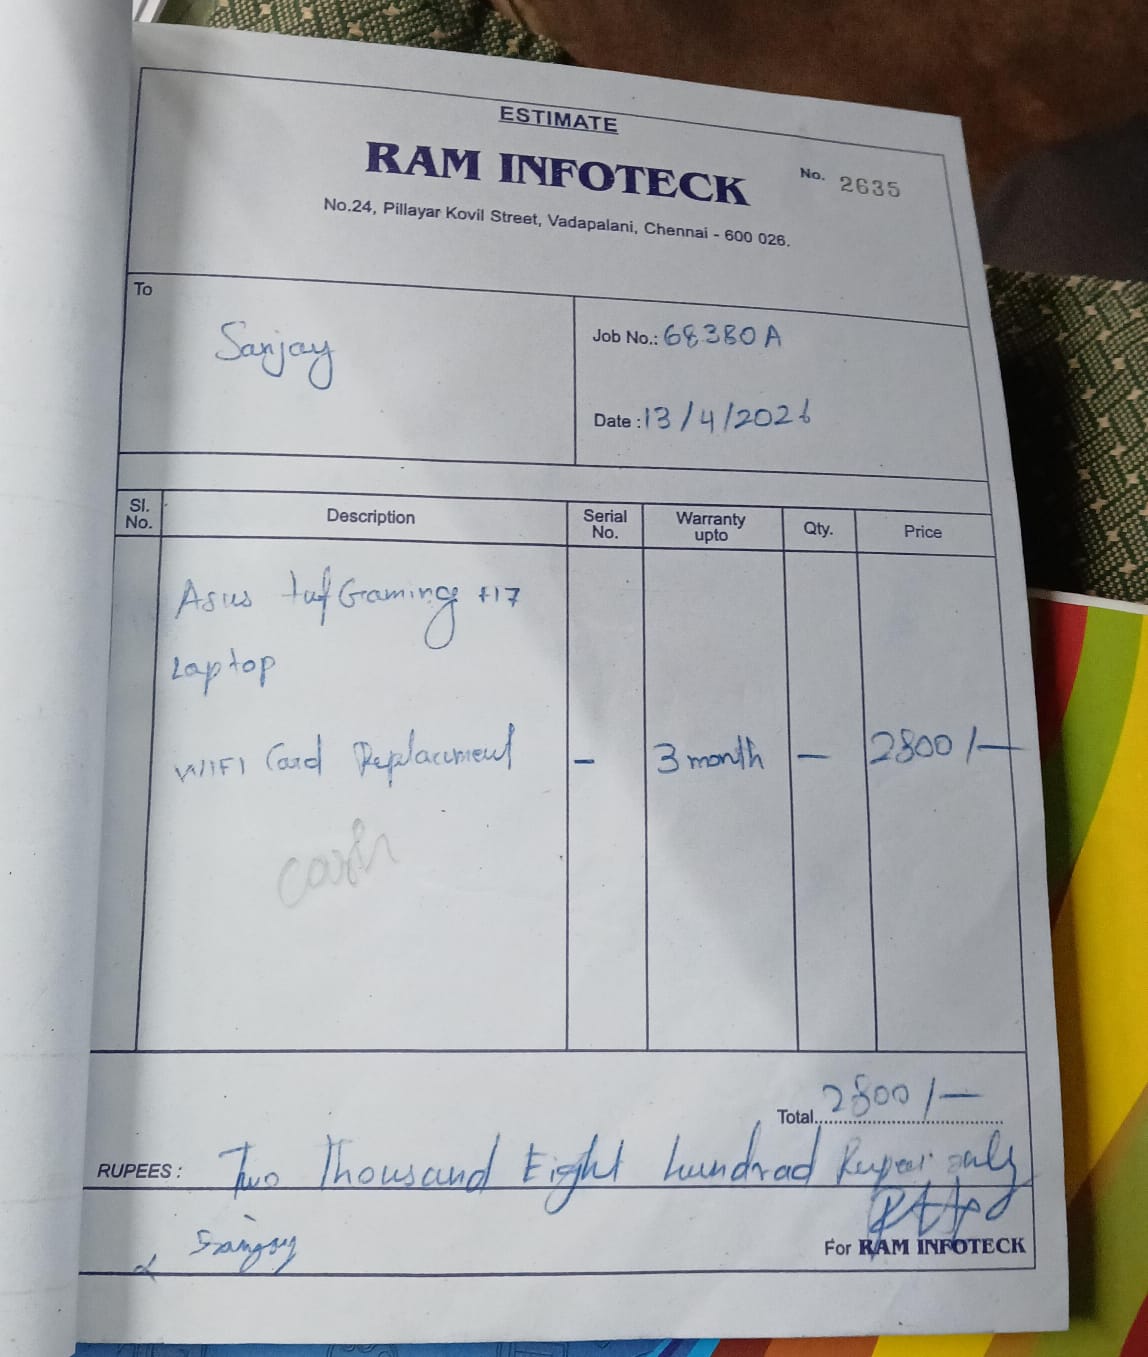 ESTIMATE
RAM INFOTECK
No. 2635
No.24, Pillayar Kovil Street, Vadapalani, Chennai - 600 026.
To
Sanjay
Job No.: 68380A
Date : 13/4/2026
Sl. No. Description Serial No. Warranty upto Qty. Price
Asus tuf Gaming f17
Laptop
WIFI Card Replacement - 3 month - 2800/-
Cash
Total 2800/-
RUPEES : Two Thousand Eight hundrad Rupees only
For RAM INFOTECK